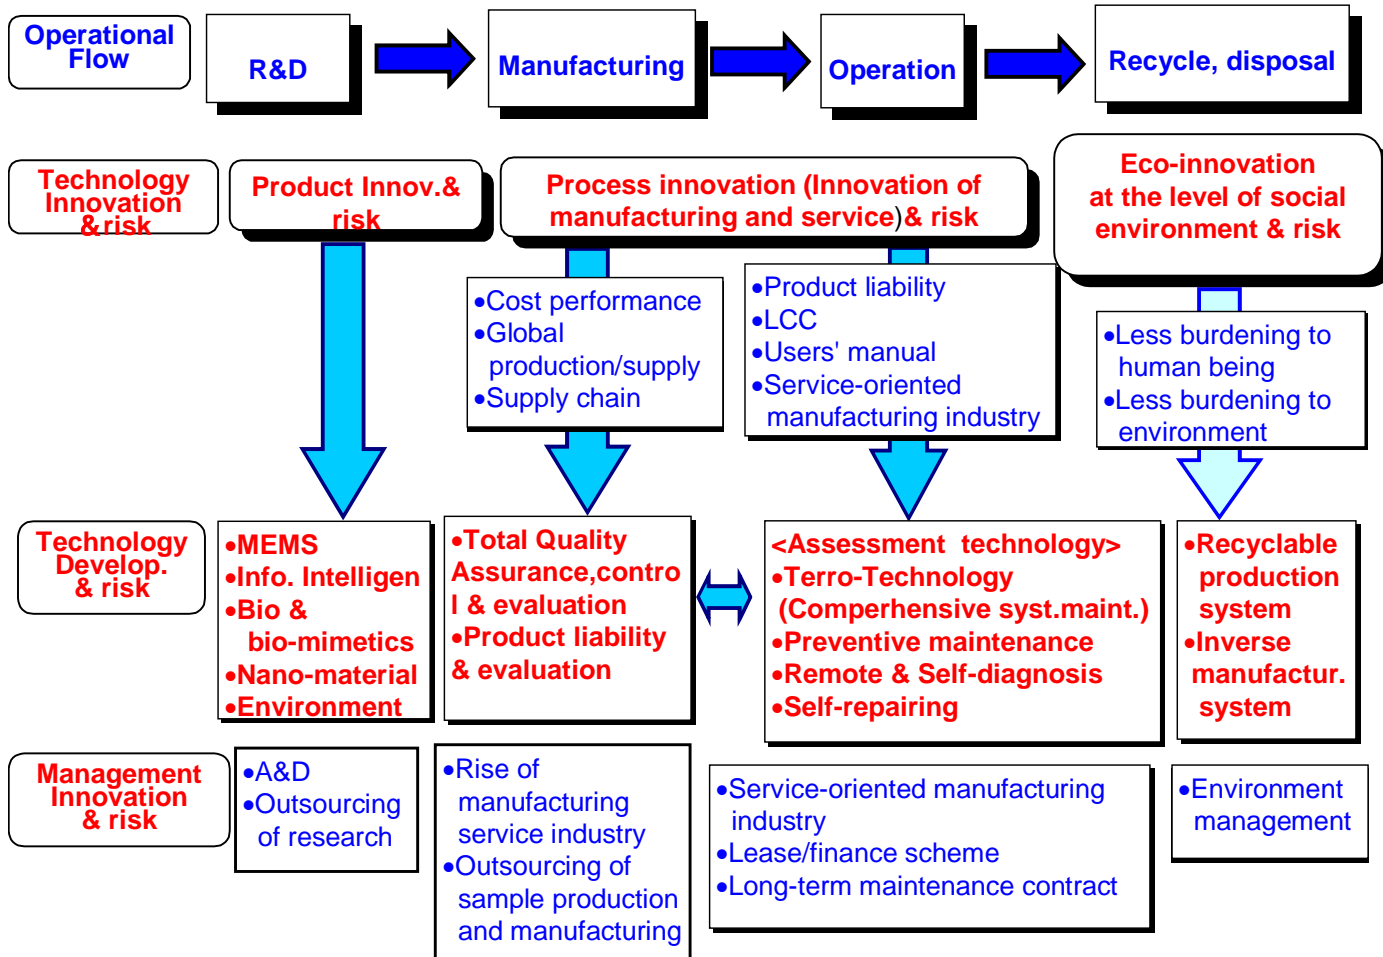 Operational
Flow
R&D
Manufacturing
Operation
Recycle, disposal
Technology
Innovation
&risk
Product Innov.&
risk
Process innovation (Innovation of
manufacturing and service)& risk
Eco-innovation
at the level of social
environment & risk
•Cost performance
•Global
production/supply
•Supply chain
•Product liability
•LCC
•Users' manual
•Service-oriented
manufacturing industry
•Less burdening to
human being
•Less burdening to
environment
Technology
Develop.
& risk
•MEMS
•Info. Intelligen
•Bio &
bio-mimetics
•Nano-material
•Environment
•Total Quality
Assurance,contro
l & evaluation
•Product liability
& evaluation
<Assessment technology>
•Terro-Technology
(Comperhensive syst.maint.)
•Preventive maintenance
•Remote & Self-diagnosis
•Self-repairing
•Recyclable
production
system
•Inverse
manufactur.
system
Management
Innovation
& risk
•A&D
•Outsourcing
of research
•Rise of
manufacturing
service industry
•Outsourcing of
sample production
and manufacturing
•Service-oriented manufacturing
industry
•Lease/finance scheme
•Long-term maintenance contract
•Environment
management